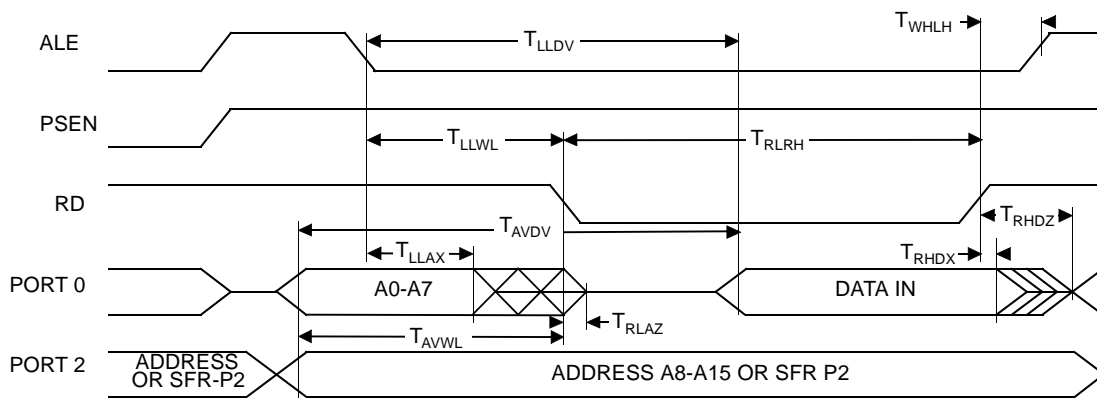 ALE
T_LLDV
T_WHLH
PSEN
T_LLWL
T_RLRH
RD
T_AVDV
T_RHDZ
T_LLAX
T_RHDX
PORT 0
A0-A7
DATA IN
T_RLAZ
T_AVWL
PORT 2
ADDRESS
OR SFR-P2
ADDRESS A8-A15 OR SFR P2